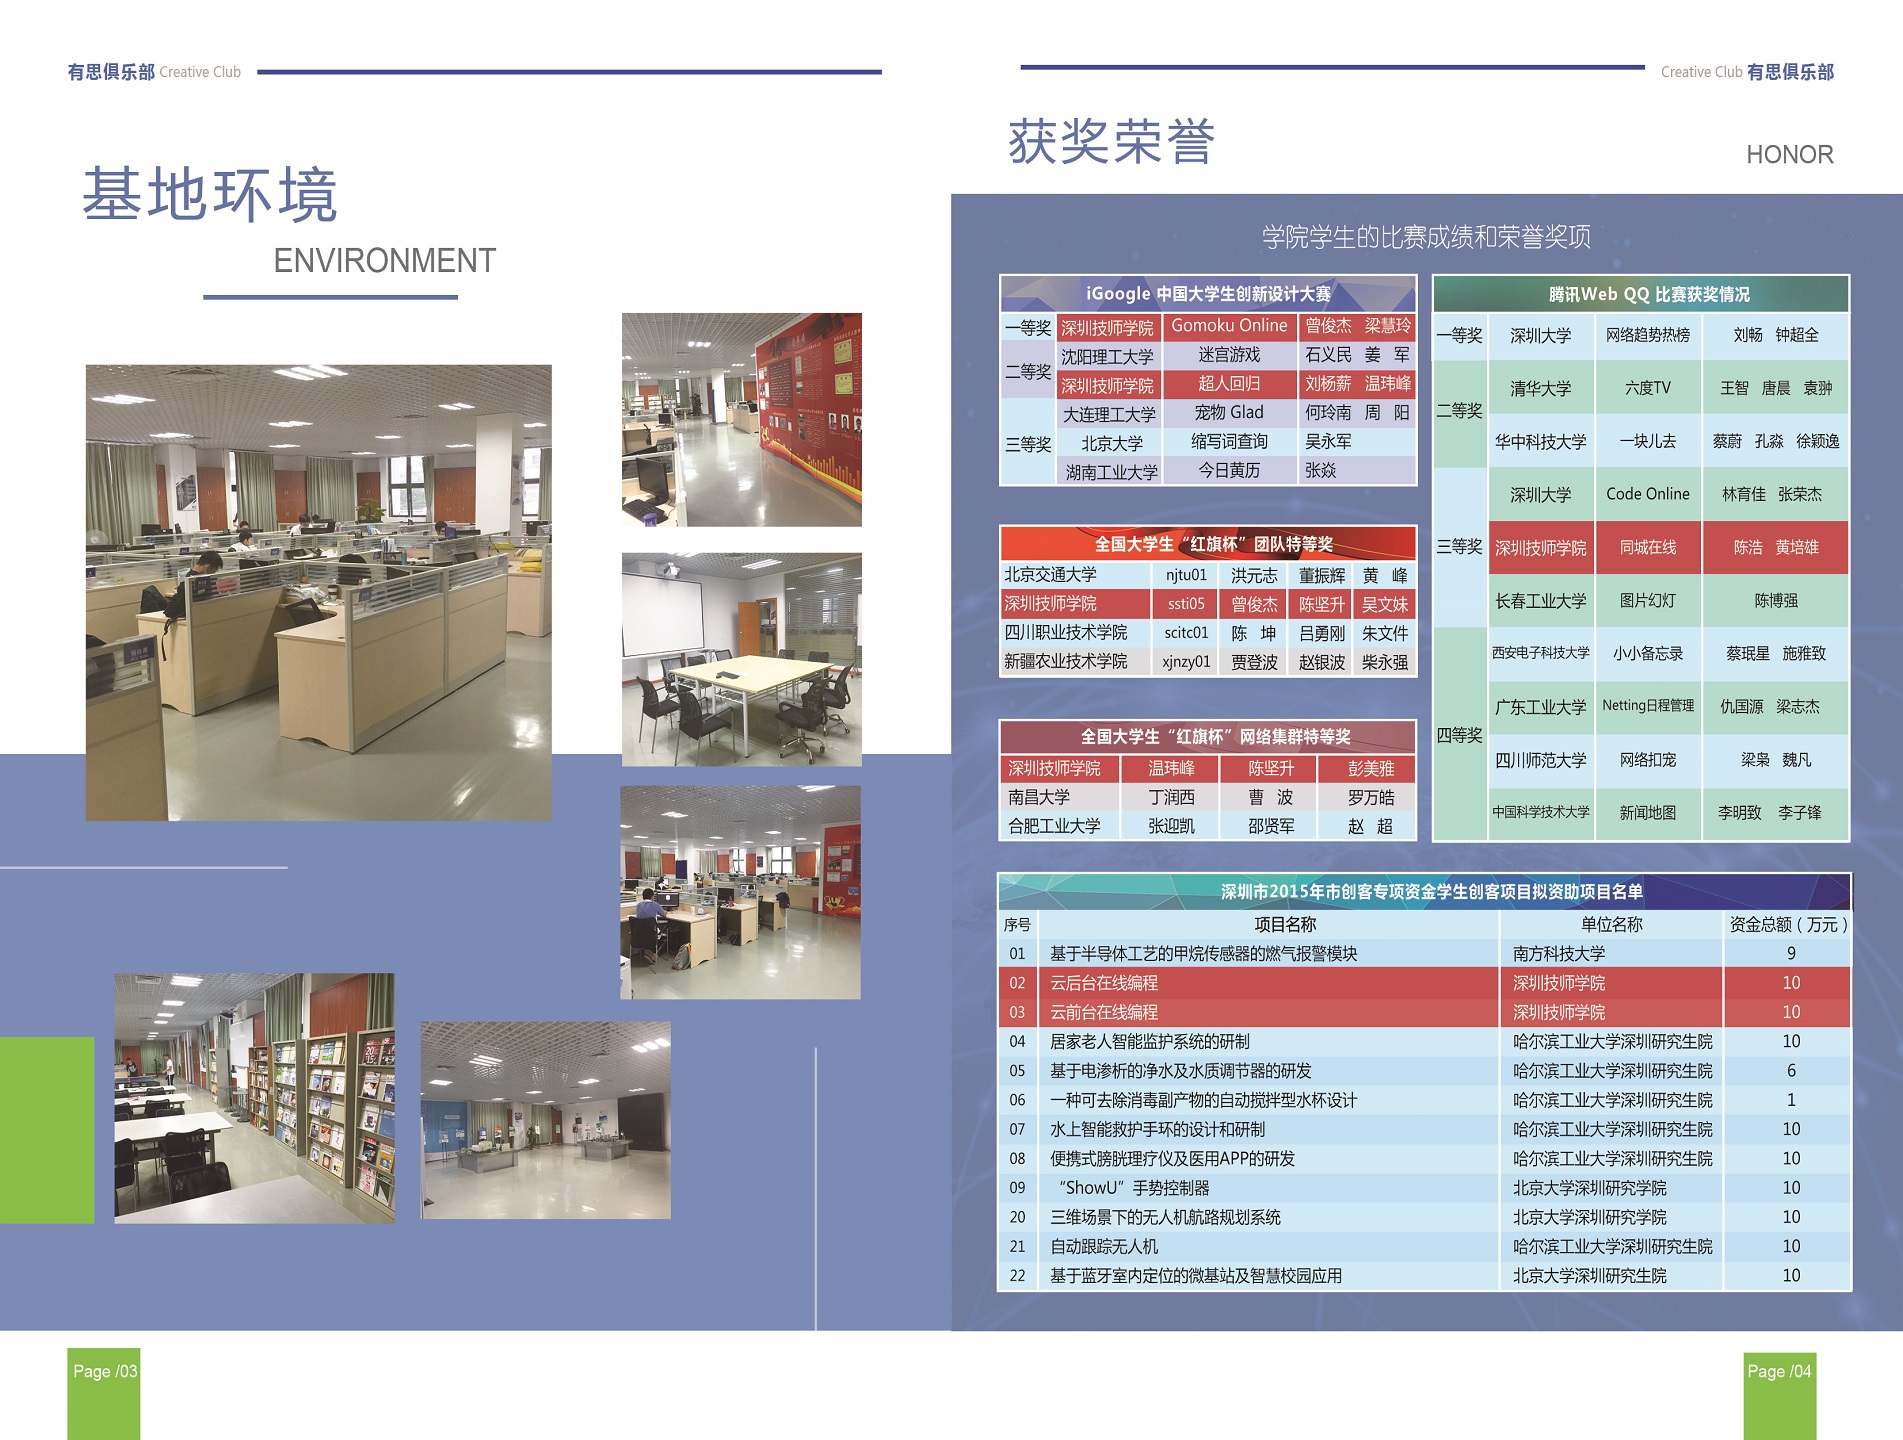 有思俱乐部 Creative Club
基地环境
ENVIRONMENT
Page /03
Creative Club 有思俱乐部
获奖荣誉
HONOR
学院学生的比赛成绩和荣誉奖项
iGoogle 中国大学生创新设计大赛
一等奖 深圳技师学院 Gomoku Online 曾俊杰 梁慧玲
二等奖 沈阳理工大学 迷宫游戏 石义民 姜 军
深圳技师学院 超人回归 刘杨薪 温玮峰
三等奖 大连理工大学 宠物 Glad 何玲南 周 阳
北京大学 缩写词查询 吴永军
湖南工业大学 今日黄历 张焱
全国大学生“红旗杯”团队特等奖
北京交通大学 njtu01 洪元志 董振辉 黄 峰
深圳技师学院 ssti05 曾俊杰 陈坚升 吴文妹
四川职业技术学院 scitc01 陈 坤 吕勇刚 朱文件
新疆农业技术学院 xjnzy01 贾登波 赵银波 柴永强
全国大学生“红旗杯”网络集群特等奖
深圳技师学院 温玮峰 陈坚升 彭美雅
南昌大学 丁润西 曹 波 罗万皓
合肥工业大学 张迎凯 邵贤军 赵 超
腾讯Web QQ 比赛获奖情况
一等奖 深圳大学 网络趋势热榜 刘畅 钟超全
二等奖 清华大学 六度TV 王智 唐晨 袁翀
华中科技大学 一块儿去 蔡蔚 孔淼 徐颖逸
三等奖 深圳大学 Code Online 林育佳 张荣杰
深圳技师学院 同城在线 陈浩 黄培雄
长春工业大学 图片幻灯 陈博强
四等奖 西安电子科技大学 小小备忘录 蔡珉星 施雅致
广东工业大学 Netting日程管理 仇国源 梁志杰
四川师范大学 网络扣宠 梁枭 魏凡
中国科学技术大学 新闻地图 李明致 李子锋
深圳市2015年市创客专项资金学生创客项目拟资助项目名单
序号 项目名称 单位名称 资金总额（万元）
01 基于半导体工艺的甲烷传感器的燃气报警模块 南方科技大学 9
02 云后台在线编程 深圳技师学院 10
03 云前台在线编程 深圳技师学院 10
04 居家老人智能监护系统的研制 哈尔滨工业大学深圳研究生院 10
05 基于电渗析的净水及水质调节器的研发 哈尔滨工业大学深圳研究生院 6
06 一种可去除消毒副产物的自动搅拌型水杯设计 哈尔滨工业大学深圳研究生院 1
07 水上智能救护手环的设计和研制 哈尔滨工业大学深圳研究生院 10
08 便携式膀胱理疗仪及医用APP的研发 哈尔滨工业大学深圳研究生院 10
09 “ShowU”手势控制器 北京大学深圳研究学院 10
20 三维场景下的无人机航路规划系统 北京大学深圳研究学院 10
21 自动跟踪无人机 哈尔滨工业大学深圳研究生院 10
22 基于蓝牙室内定位的微基站及智慧校园应用 北京大学深圳研究生院 10
Page /04